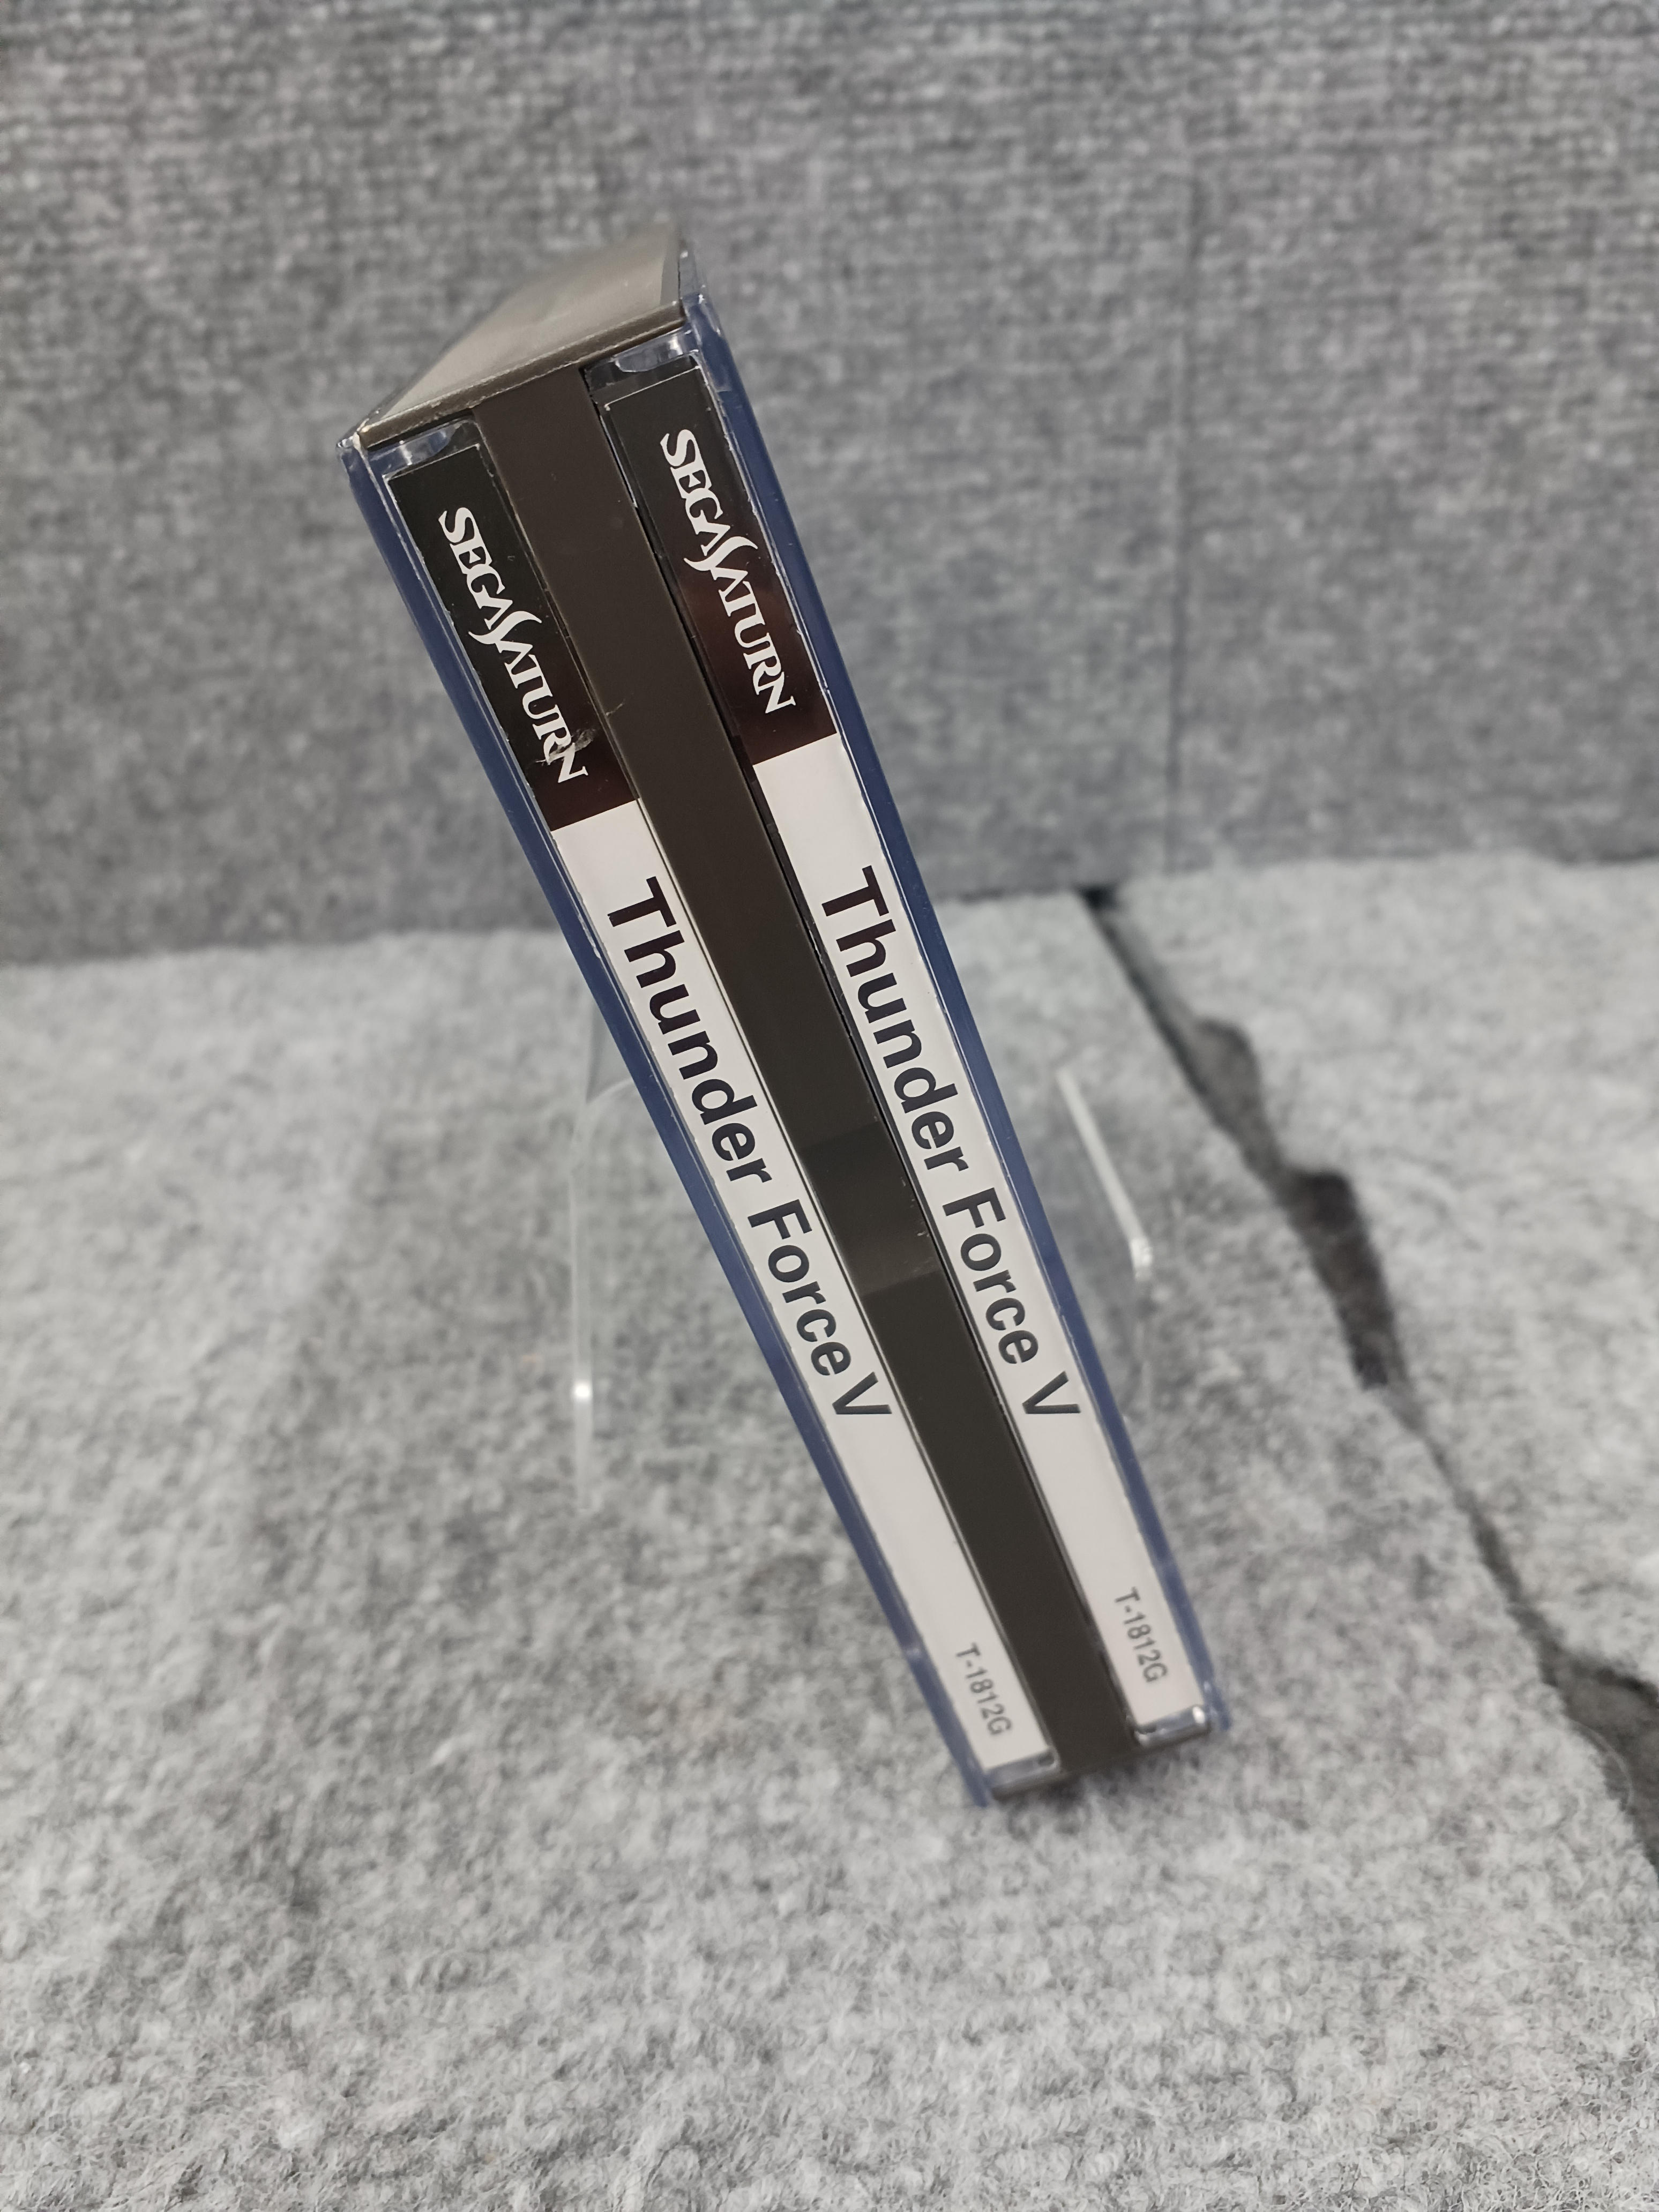 SEGA SATURN
Thunder Force V
T-1812G
SEGA SATURN
Thunder Force V
T-1812G